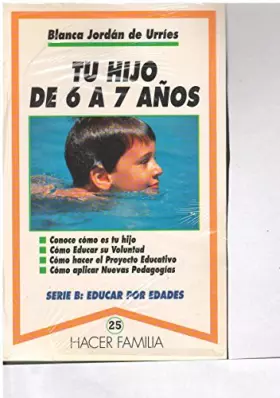 Blanca Jordán de Urríes
TU HIJO
DE 6 A 7 AÑOS
Conoce cómo es tu hijo
Cómo Educar su Voluntad
Cómo hacer el Proyecto Educativo
Cómo aplicar Nuevas Pedagogías
SERIE B: EDUCAR POR EDADES
25
HACER FAMILIA